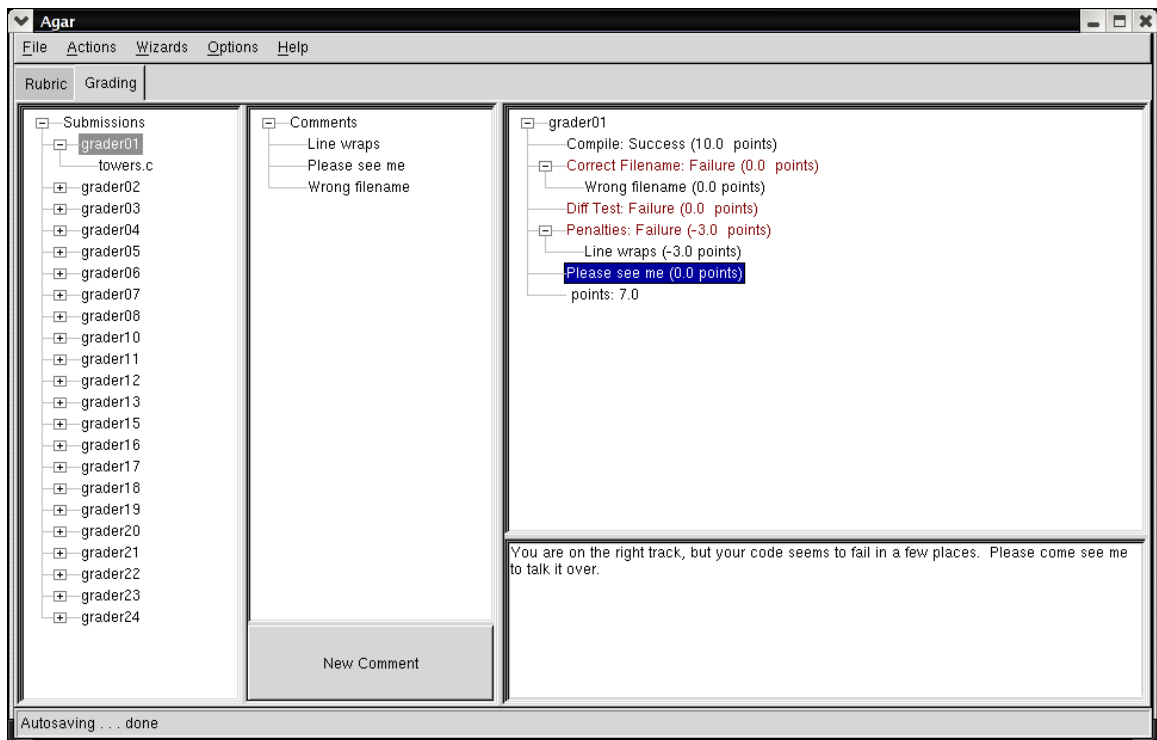 Agar
File Actions Wizards Options Help
Rubric Grading
Submissions
grader01
towers.c
grader02
grader03
grader04
grader05
grader06
grader07
grader08
grader10
grader11
grader12
grader13
grader15
grader16
grader17
grader18
grader19
grader20
grader21
grader22
grader23
grader24
Comments
Line wraps
Please see me
Wrong filename
New Comment
grader01
Compile: Success (10.0 points)
Correct Filename: Failure (0.0 points)
Wrong filename (0.0 points)
Diff Test: Failure (0.0 points)
Penalties: Failure (-3.0 points)
Line wraps (-3.0 points)
Please see me (0.0 points)
points: 7.0
You are on the right track, but your code seems to fail in a few places. Please come see me
to talk it over.
Autosaving . . . done